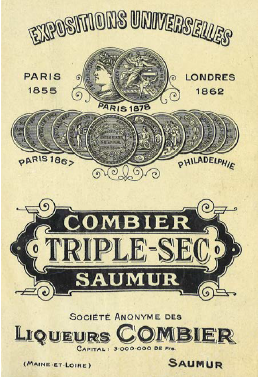 EXPOSITIONS UNIVERSELLES
PARIS 1855
LONDRES 1862
PARIS 1878
PARIS 1867
PHILADELPHIE
COMBIER
TRIPLE-SEC
SAUMUR
SOCIÉTÉ ANONYME DES
LIQUEURS COMBIER
CAPITAL: 3.000.000 DE FRS
(MAINE-ET-LOIRE) SAUMUR